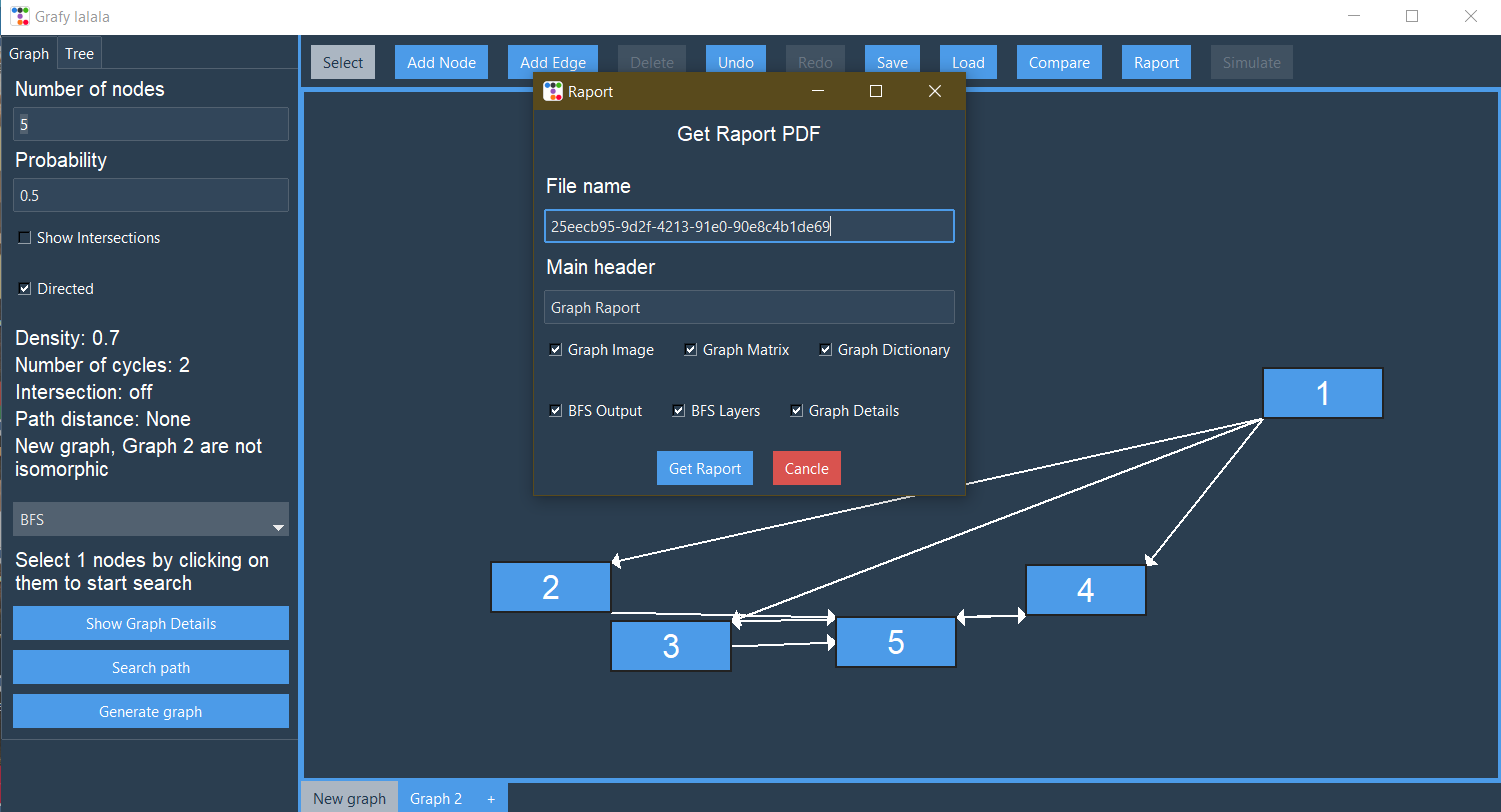 Grafy lalala
Graph Tree
Number of nodes
5
Probability
0.5
Show Intersections
Directed
Density: 0.7
Number of cycles: 2
Intersection: off
Path distance: None
New graph, Graph 2 are not
isomorphic
BFS
Select 1 nodes by clicking on
them to start search
Show Graph Details
Search path
Generate graph
Select Add Node Add Edge Delete Undo Redo Save Load Compare Raport Simulate
Raport
Get Raport PDF
File name
25eecb95-9d2f-4213-91e0-90e8c4b1de69
Main header
Graph Raport
Graph Image Graph Matrix Graph Dictionary
BFS Output BFS Layers Graph Details
Get Raport Cancle
1
2
4
3
5
New graph Graph 2 +